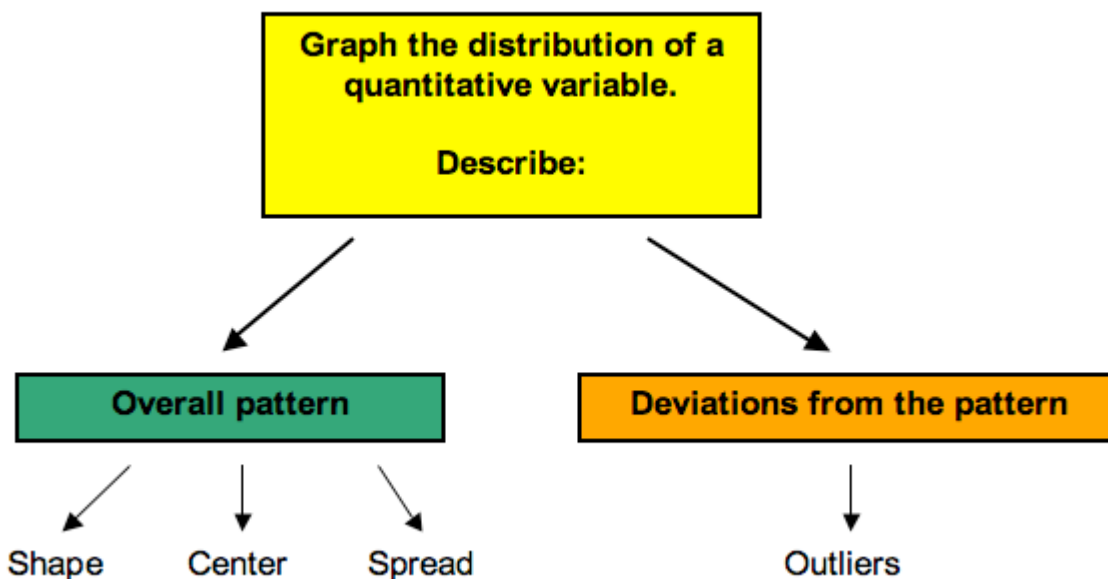 Graph the distribution of a
quantitative variable.
Describe:
Overall pattern
Deviations from the pattern
Shape
Center
Spread
Outliers